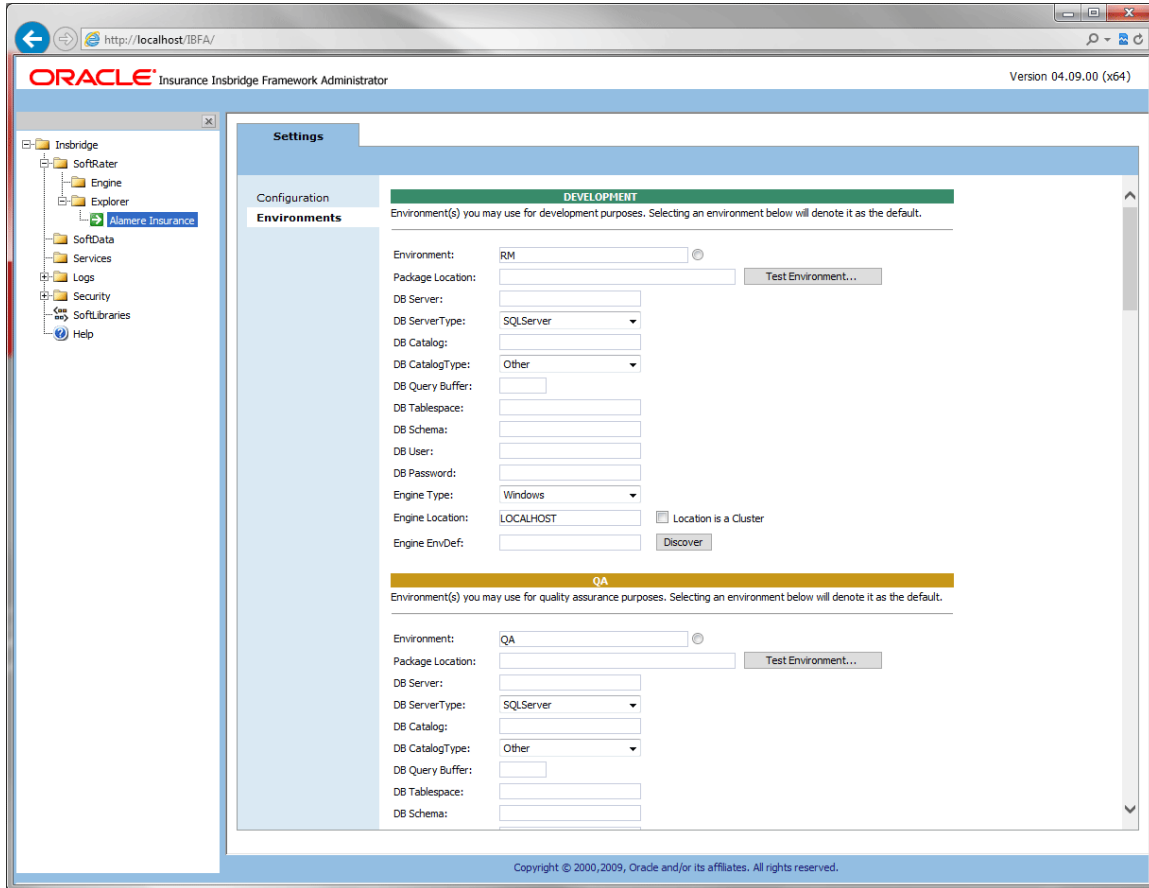 http://localhost/IBFA/
ORACLE Insurance Insbridge Framework Administrator
Version 04.09.00 (x64)
Insbridge
SoftRater
Engine
Explorer
Alamere Insurance
SoftData
Services
Logs
Security
SoftLibraries
Help
Settings
Configuration
Environments
DEVELOPMENT
Environment(s) you may use for development purposes. Selecting an environment below will denote it as the default.
Environment: RM
Package Location: Test Environment...
DB Server:
DB ServerType: SQLServer
DB Catalog:
DB CatalogType: Other
DB Query Buffer:
DB Tablespace:
DB Schema:
DB User:
DB Password:
Engine Type: Windows
Engine Location: LOCALHOST Location is a Cluster
Engine EnvDef: Discover
QA
Environment(s) you may use for quality assurance purposes. Selecting an environment below will denote it as the default.
Environment: QA
Package Location: Test Environment...
DB Server:
DB ServerType: SQLServer
DB Catalog:
DB CatalogType: Other
DB Query Buffer:
DB Tablespace:
DB Schema:
Copyright © 2000,2009, Oracle and/or its affiliates. All rights reserved.